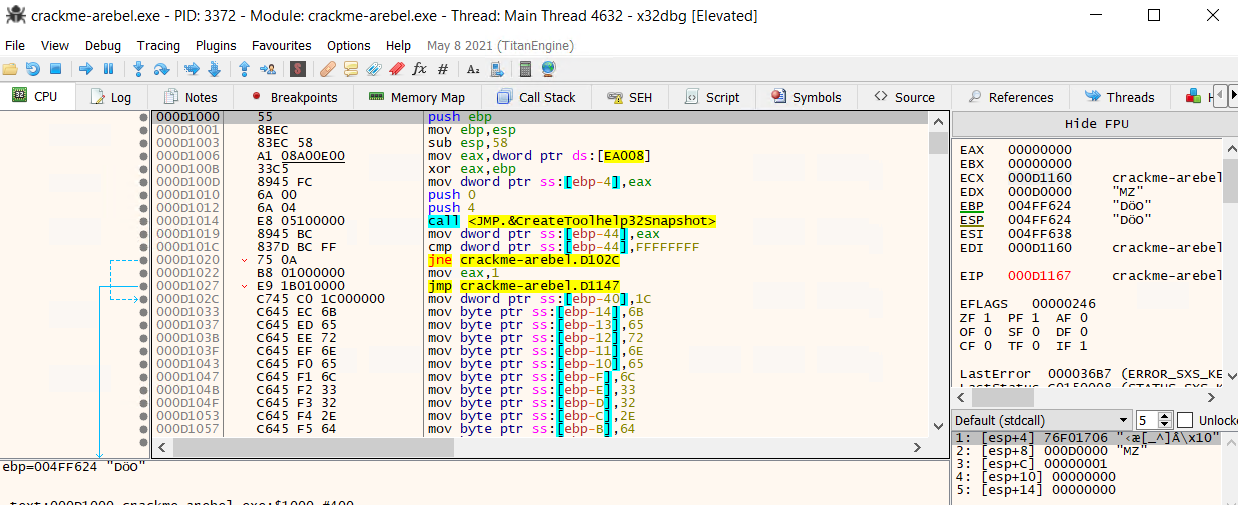 crackme-arebel.exe - PID: 3372 - Module: crackme-arebel.exe - Thread: Main Thread 4632 - x32dbg [Elevated]
File View Debug Tracing Plugins Favourites Options Help May 8 2021 (TitanEngine)
CPU Log Notes Breakpoints Memory Map Call Stack SEH Script Symbols Source References Threads H
000D1000 55 push ebp
000D1001 8BEC mov ebp,esp
000D1003 83EC 58 sub esp,58
000D1006 A1 08A00E00 mov eax,dword ptr ds:[EA008]
000D100B 33C5 xor eax,ebp
000D100D 8945 FC mov dword ptr ss:[ebp-4],eax
000D1010 6A 00 push 0
000D1012 6A 04 push 4
000D1014 E8 05100000 call <JMP.&CreateToolhelp32Snapshot>
000D1019 8945 BC mov dword ptr ss:[ebp-44],eax
000D101C 837D BC FF cmp dword ptr ss:[ebp-44],FFFFFFFF
000D1020 75 0A jne crackme-arebel.D102C
000D1022 B8 01000000 mov eax,1
000D1027 E9 1B010000 jmp crackme-arebel.D1147
000D102C C745 C0 1C000000 mov dword ptr ss:[ebp-40],1C
000D1033 C645 EC 6B mov byte ptr ss:[ebp-14],6B
000D1037 C645 ED 65 mov byte ptr ss:[ebp-13],65
000D103B C645 EE 72 mov byte ptr ss:[ebp-12],72
000D103F C645 EF 6E mov byte ptr ss:[ebp-11],6E
000D1043 C645 F0 65 mov byte ptr ss:[ebp-10],65
000D1047 C645 F1 6C mov byte ptr ss:[ebp-F],6C
000D104B C645 F2 33 mov byte ptr ss:[ebp-E],33
000D104F C645 F3 32 mov byte ptr ss:[ebp-D],32
000D1053 C645 F4 2E mov byte ptr ss:[ebp-C],2E
000D1057 C645 F5 64 mov byte ptr ss:[ebp-B],64
Hide FPU
EAX 00000000
EBX 00000000
ECX 000D1160 crackme-arebel
EDX 000D0000 "MZ"
EBP 004FF624 "DöO"
ESP 004FF624 "DöO"
ESI 004FF638
EDI 000D1160 crackme-arebel
EIP 000D1167 crackme-arebel
EFLAGS 00000246
ZF 1 PF 1 AF 0
OF 0 SF 0 DF 0
CF 0 TF 0 IF 1
LastError 000036B7 (ERROR_SXS_KE
LastStatus C0150008 (STATUS_SXS_K
Default (stdcall) 5 Unlocke
1: [esp+4] 76F01706 "‹æ[_^]Â\x10"
2: [esp+8] 000D0000 "MZ"
3: [esp+C] 00000001
4: [esp+10] 00000000
5: [esp+14] 00000000
ebp=004FF624 "DöO"
.text:000D1000 crackme-arebel.exe:$1000 #400